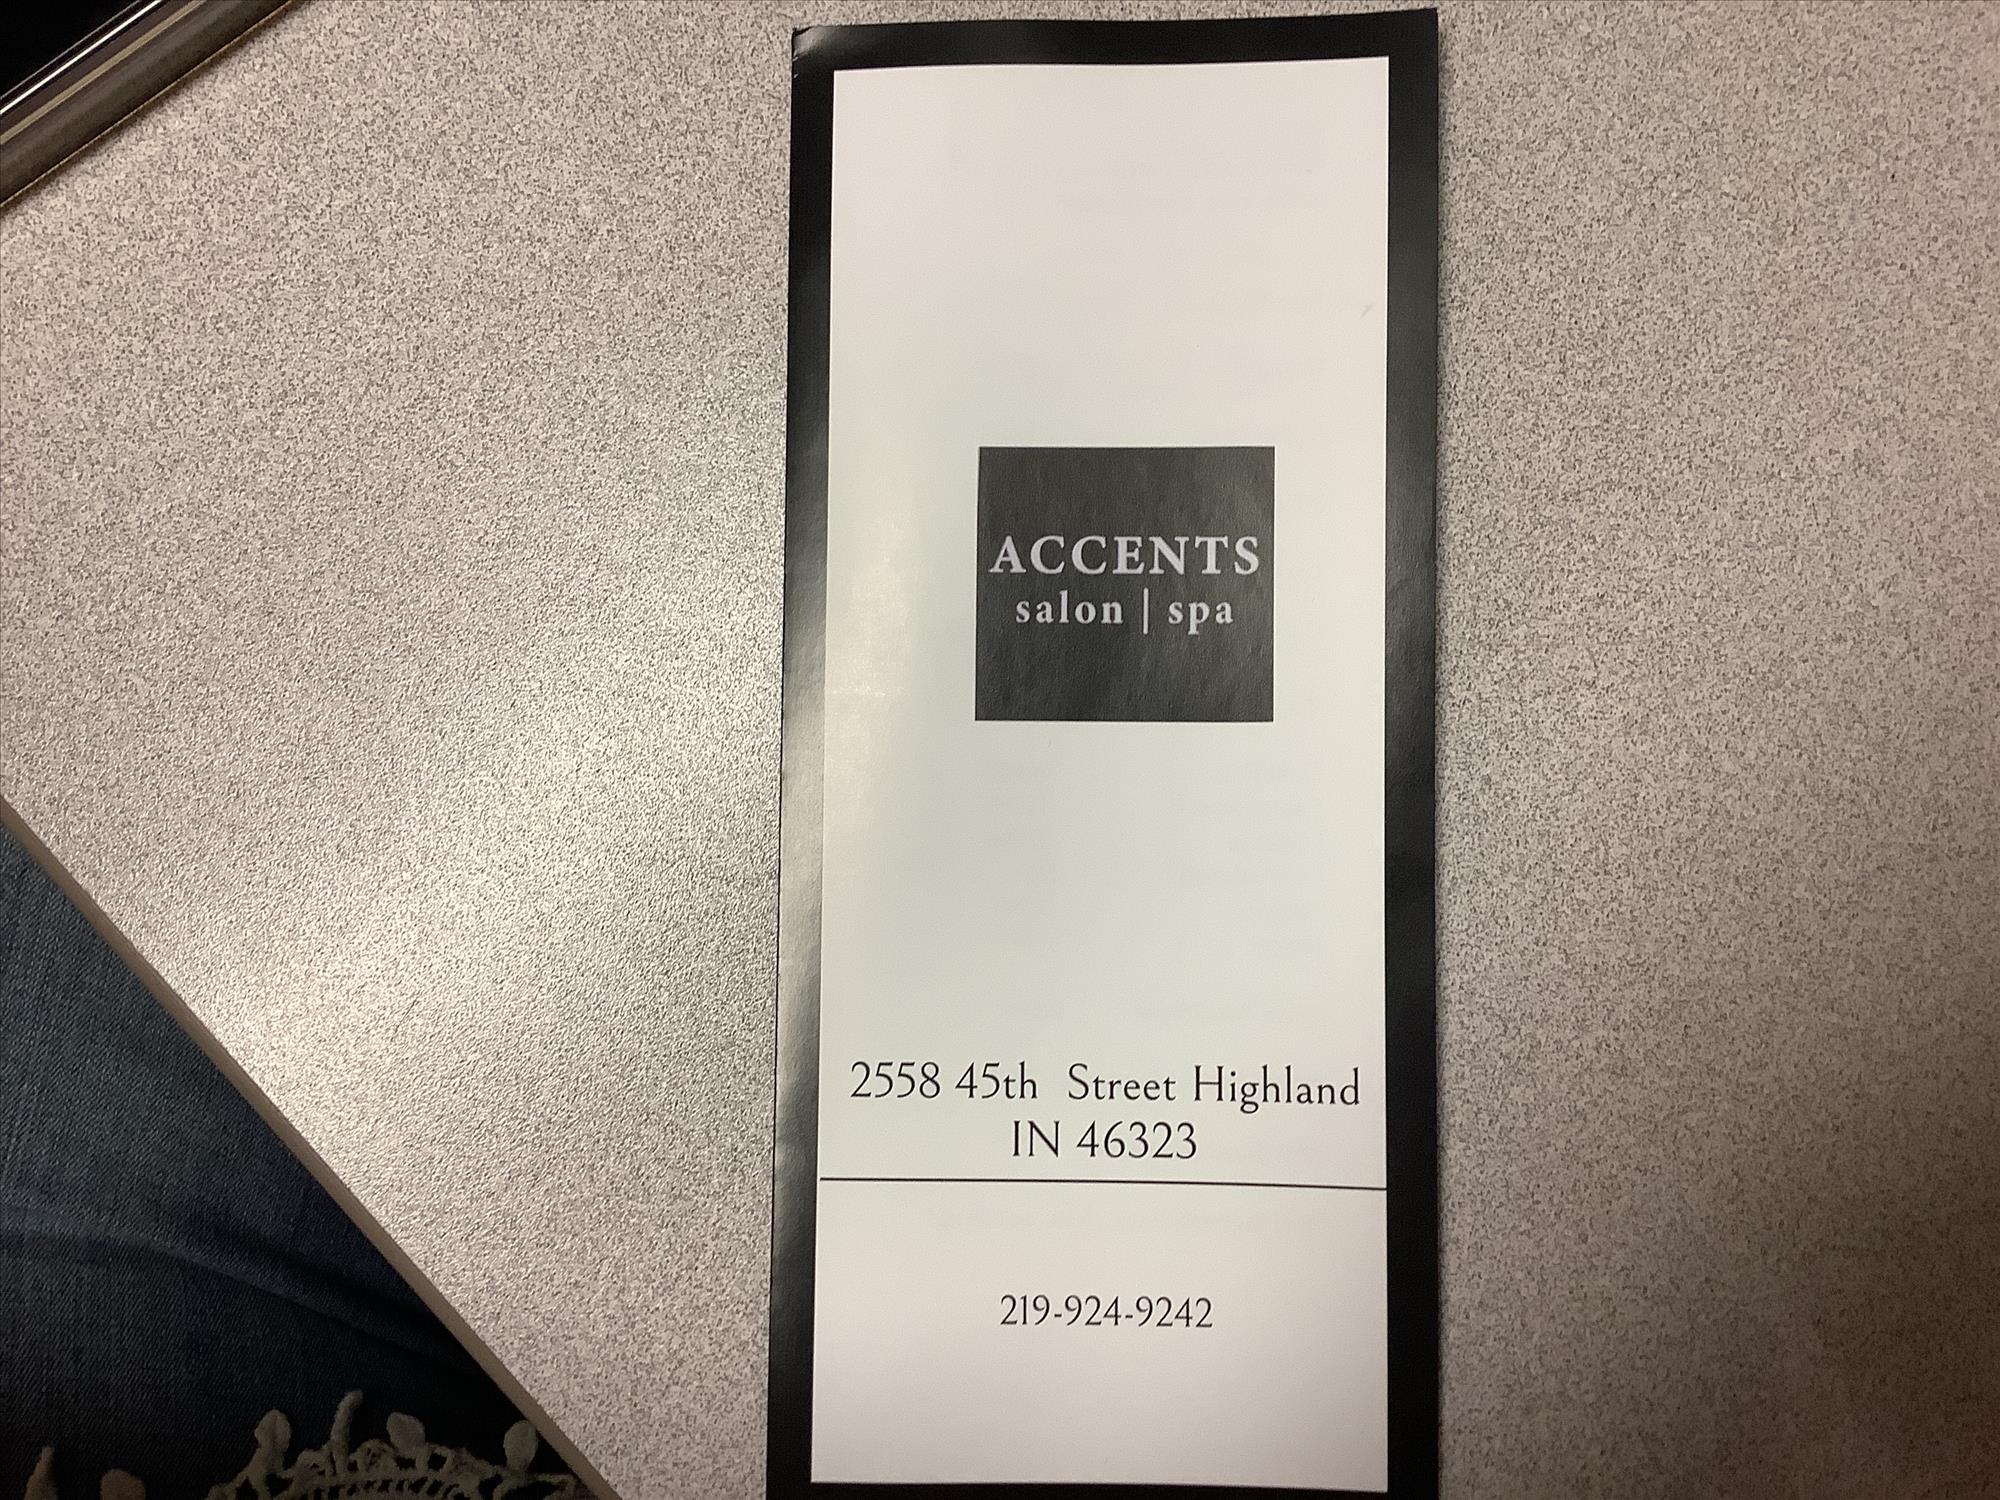 ACCENTS
salon | spa
2558 45th Street Highland
IN 46323
219-924-9242